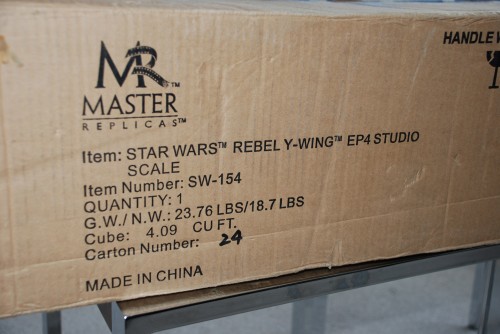 HANDLE
MR™
MASTER
REPLICAS™
Item: STAR WARS™ REBEL Y-WING™ EP4 STUDIO
SCALE
Item Number: SW-154
QUANTITY: 1
G.W./ N.W.: 23.76 LBS/18.7 LBS
Cube: 4.09 CU FT.
Carton Number: 24
MADE IN CHINA